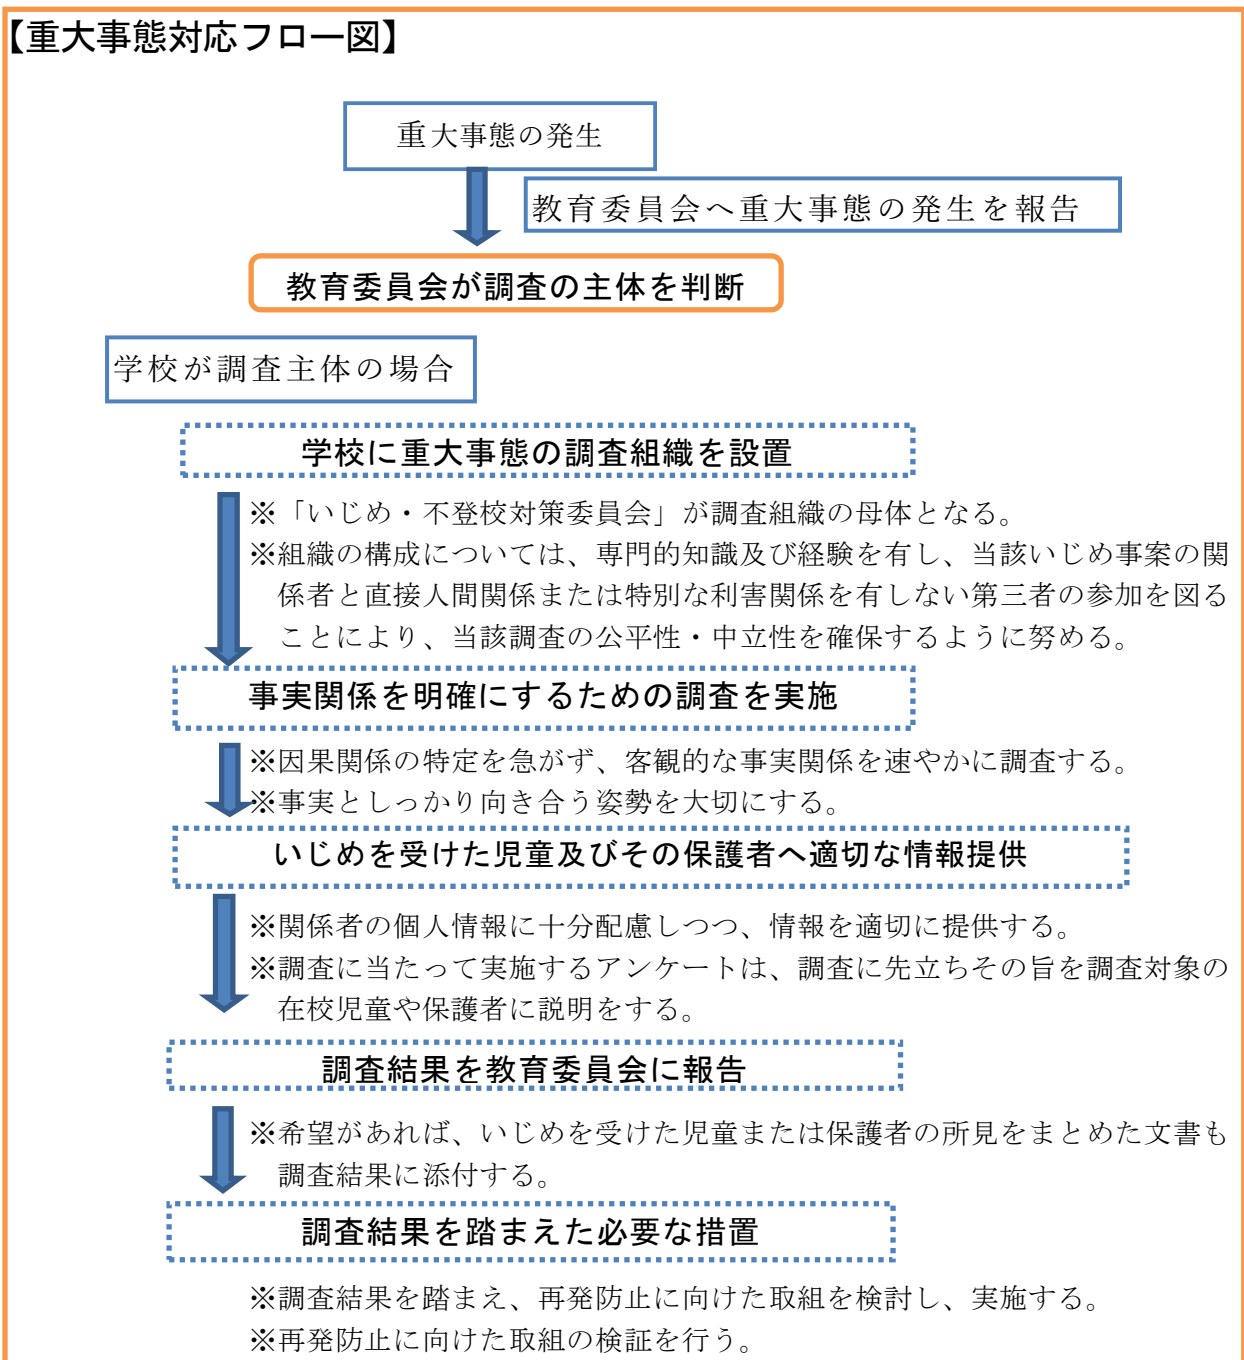 【重大事態対応フロー図】
重大事態の発生
教育委員会へ重大事態の発生を報告
教育委員会が調査の主体を判断
学校が調査主体の場合
学校に重大事態の調査組織を設置
※「いじめ・不登校対策委員会」が調査組織の母体となる。
※組織の構成については、専門的知識及び経験を有し、当該いじめ事案の関
係者と直接人間関係または特別な利害関係を有しない第三者の参加を図る
ことにより、当該調査の公平性・中立性を確保するように努める。
事実関係を明確にするための調査を実施
※因果関係の特定を急がず、客観的な事実関係を速やかに調査する。
※事実としっかり向き合う姿勢を大切にする。
いじめを受けた児童及びその保護者へ適切な情報提供
※関係者の個人情報に十分配慮しつつ、情報を適切に提供する。
※調査に当たって実施するアンケートは、調査に先立ちその旨を調査対象の
在校児童や保護者に説明をする。
調査結果を教育委員会に報告
※希望があれば、いじめを受けた児童または保護者の所見をまとめた文書も
調査結果に添付する。
調査結果を踏まえた必要な措置
※調査結果を踏まえ、再発防止に向けた取組を検討し、実施する。
※再発防止に向けた取組の検証を行う。